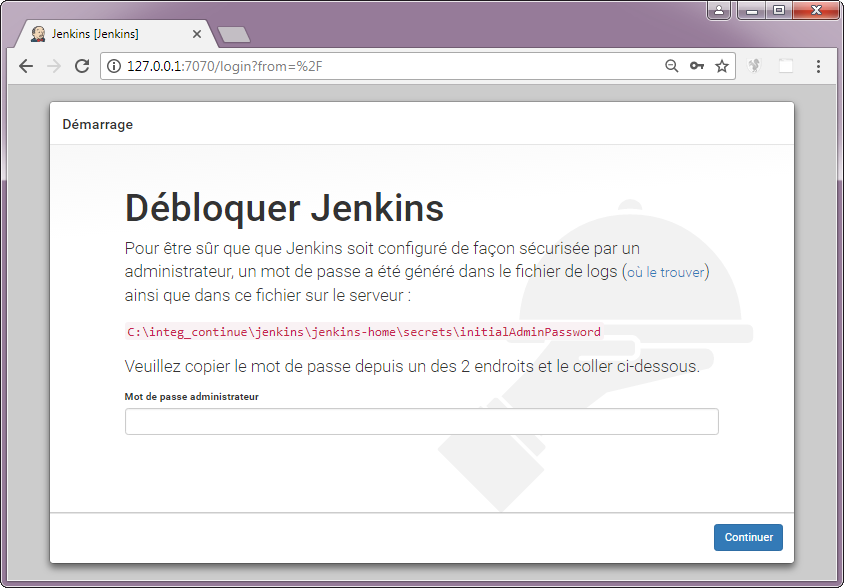 Jenkins [Jenkins]
127.0.0.1:7070/login?from=%2F
Démarrage
Débloquer Jenkins
Pour être sûr que que Jenkins soit configuré de façon sécurisée par un
administrateur, un mot de passe a été généré dans le fichier de logs (où le trouver)
ainsi que dans ce fichier sur le serveur :
C:\integ_continue\jenkins\jenkins-home\secrets\initialAdminPassword
Veuillez copier le mot de passe depuis un des 2 endroits et le coller ci-dessous.
Mot de passe administrateur
Continuer